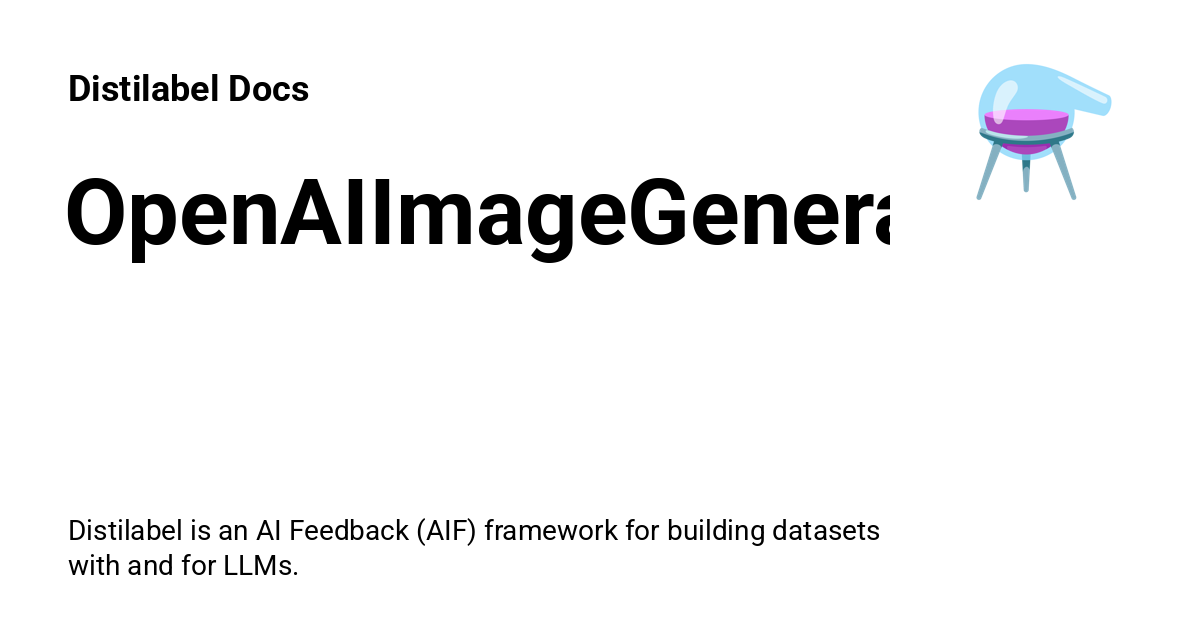 Distilabel Docs
OpenAIImageGenera
Distilabel is an AI Feedback (AIF) framework for building datasets
with and for LLMs.